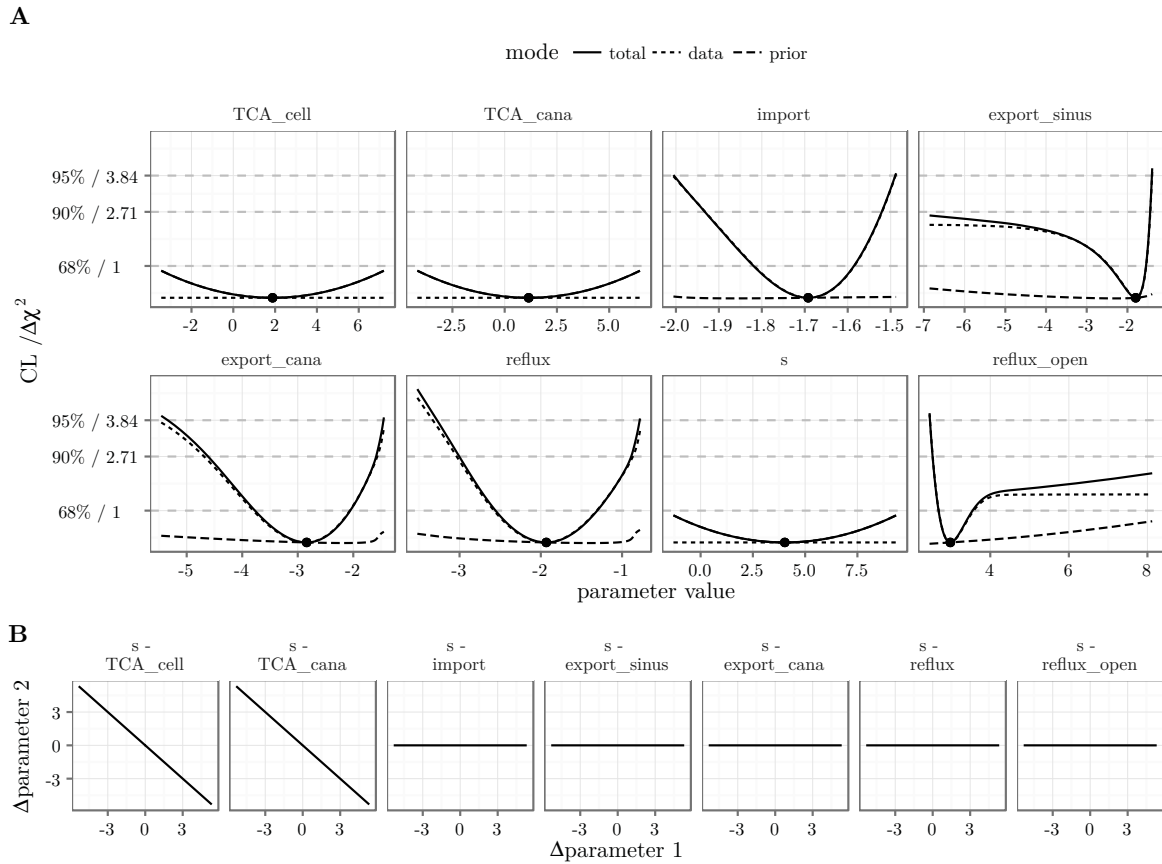 A
mode total data prior
TCA_cell TCA_cana import export_sinus
95% / 3.84
90% / 2.71
68% / 1
-2 0 2 4 6
-2.5 0.0 2.5 5.0
-2.0 -1.9 -1.8 -1.7 -1.6 -1.5
-7 -6 -5 -4 -3 -2
CL /Δχ²
export_cana reflux s reflux_open
95% / 3.84
90% / 2.71
68% / 1
-5 -4 -3 -2
-3 -2 -1
0.0 2.5 5.0 7.5
4 6 8
parameter value
B
s - s - s - s - s - s - s -
TCA_cell TCA_cana import export_sinus export_cana reflux reflux_open
Δparameter 2
3
0
-3
-3 0 3 -3 0 3 -3 0 3 -3 0 3 -3 0 3 -3 0 3 -3 0 3
Δparameter 1